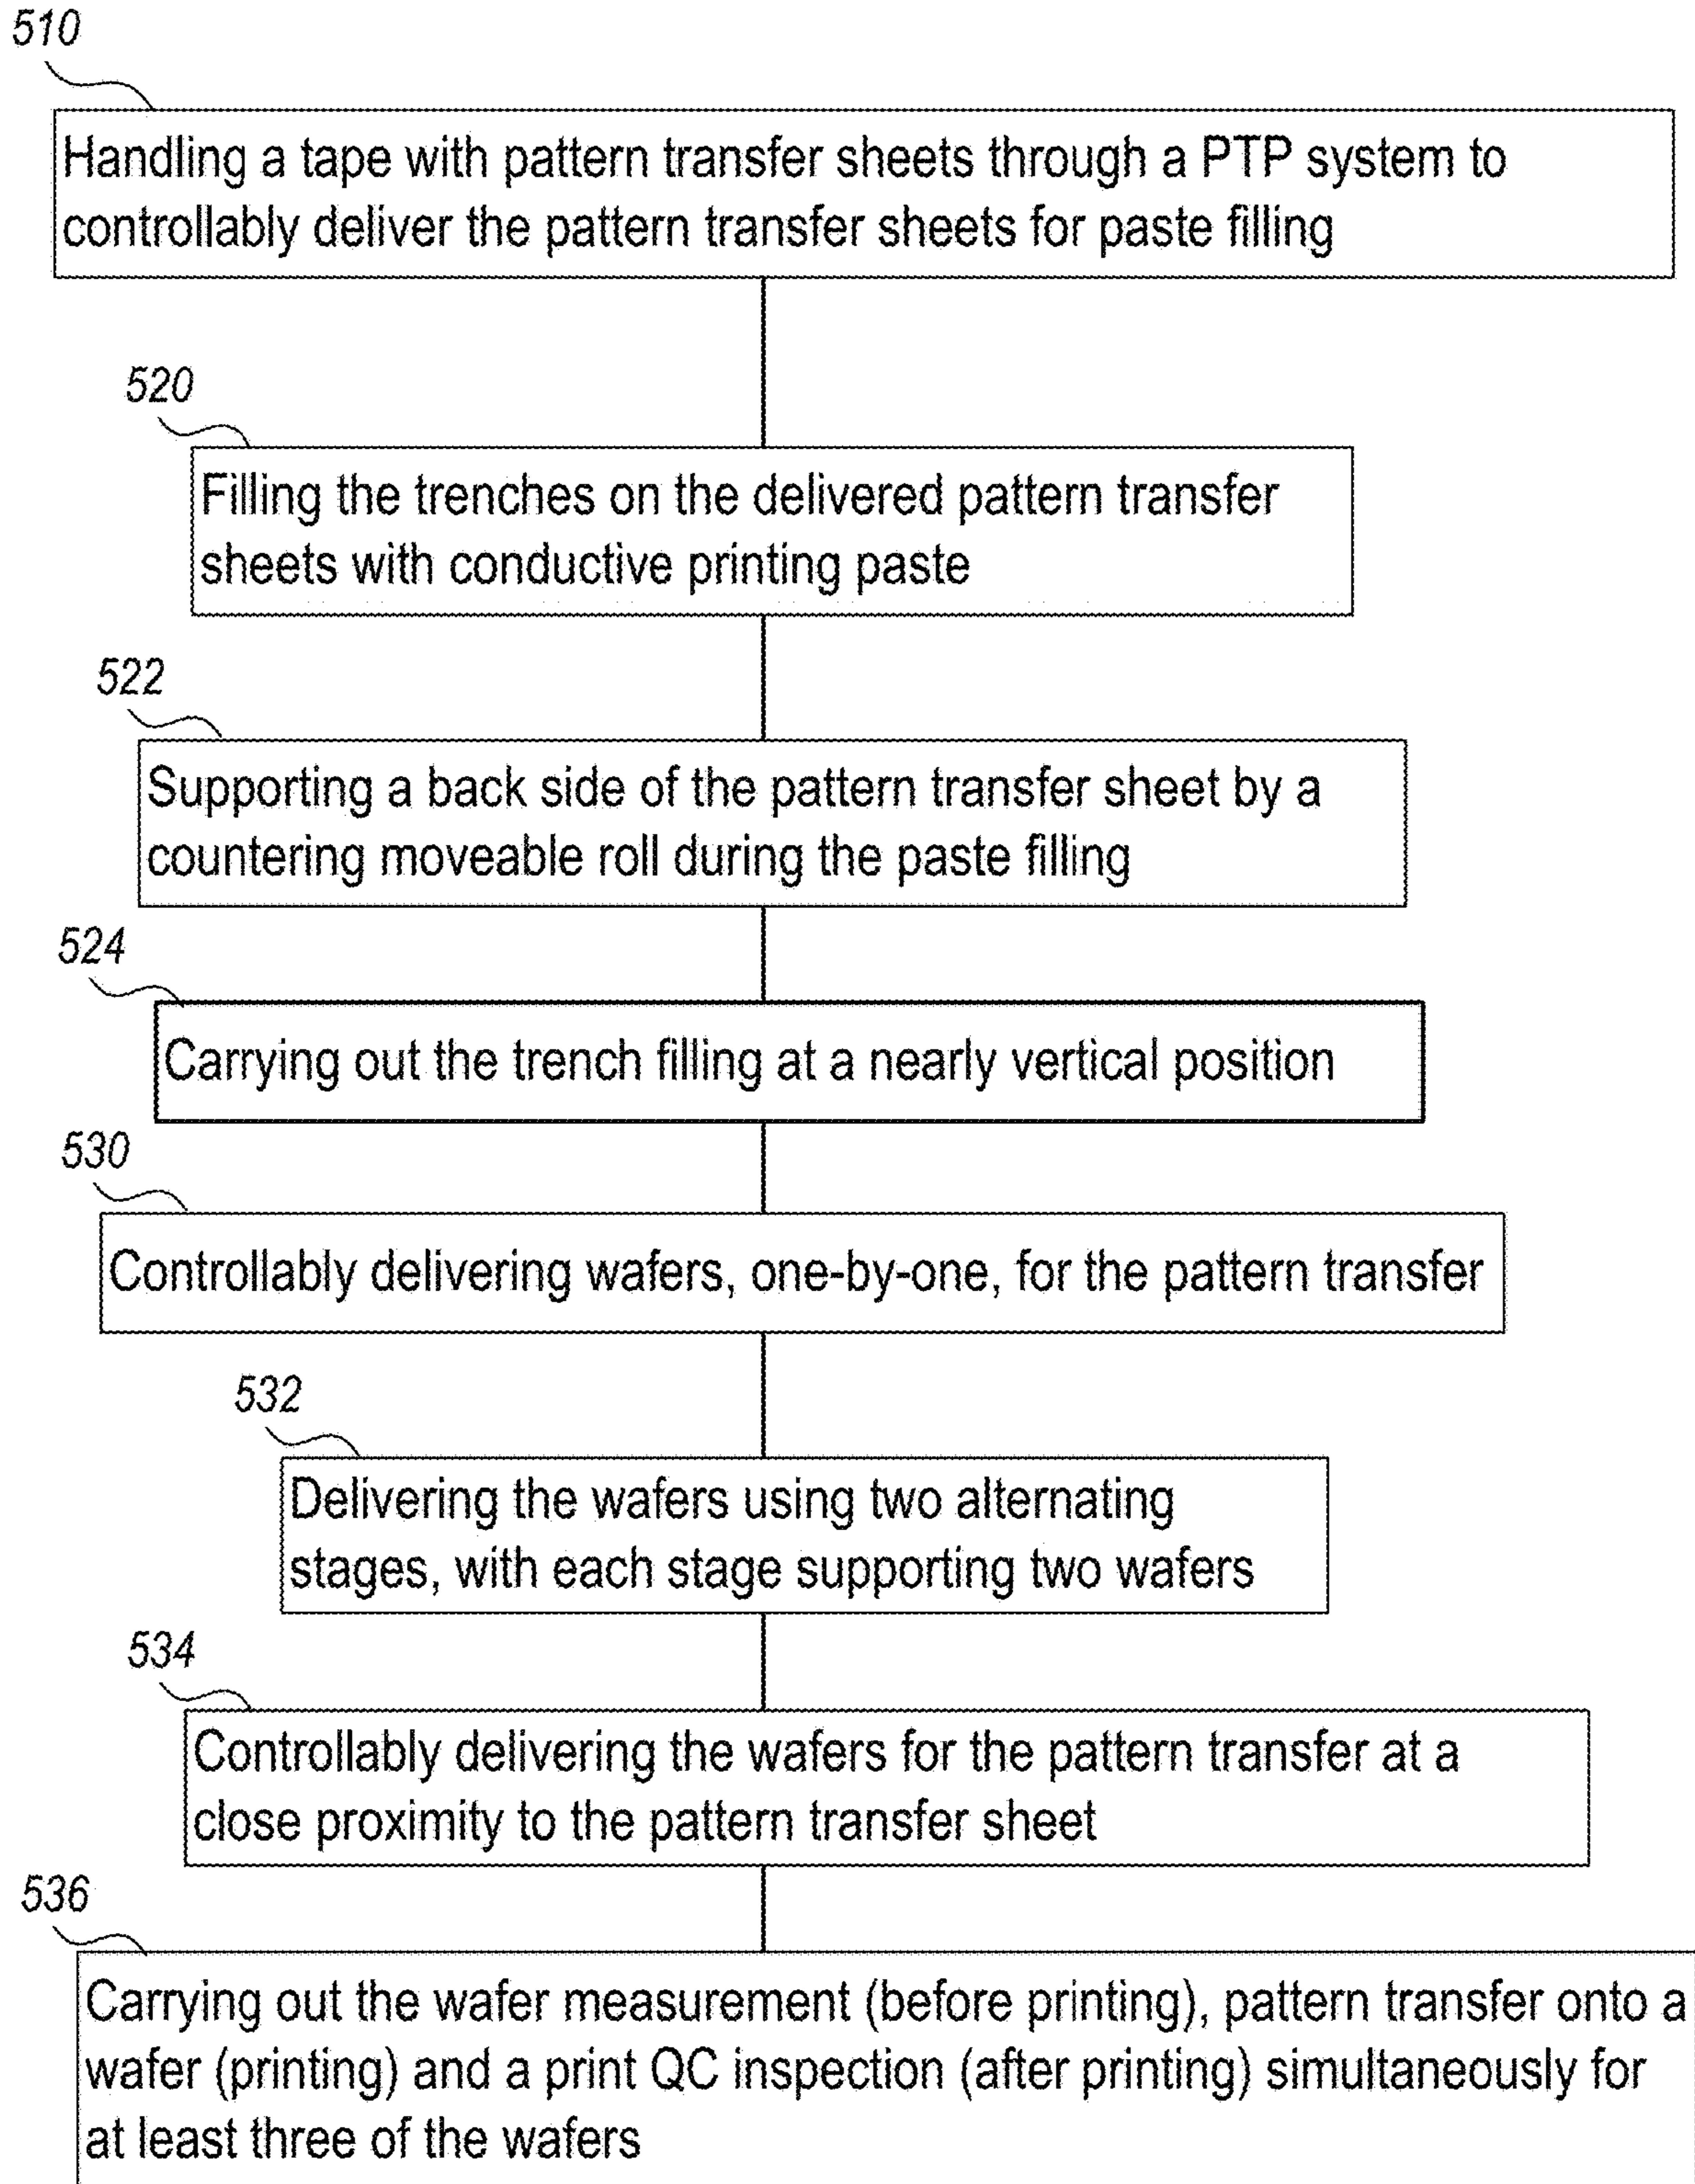 510
Handling a tape with pattern transfer sheets through a PTP system to
controllably deliver the pattern transfer sheets for paste filling
520
Filling the trenches on the delivered pattern transfer
sheets with conductive printing paste
522
Supporting a back side of the pattern transfer sheet by a
countering moveable roll during the paste filling
524
Carrying out the trench filling at a nearly vertical position
530
Controllably delivering wafers, one-by-one, for the pattern transfer
532
Delivering the wafers using two alternating
stages, with each stage supporting two wafers
534
Controllably delivering the wafers for the pattern transfer at a
close proximity to the pattern transfer sheet
536
Carrying out the wafer measurement (before printing), pattern transfer onto a
wafer (printing) and a print QC inspection (after printing) simultaneously for
at least three of the wafers